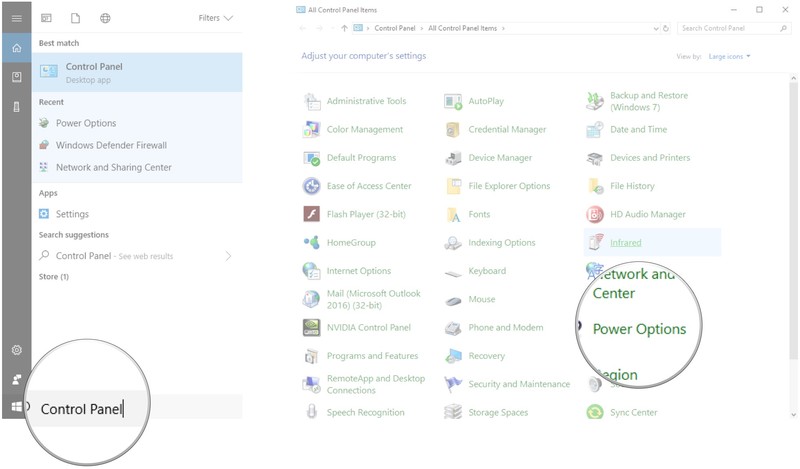 Filters
Best match
Control Panel
Desktop app
Recent
Power Options
Windows Defender Firewall
Network and Sharing Center
Apps
Settings
Search suggestions
Control Panel - See web results
Store (1)
Control Panel
All Control Panel Items
Control Panel > All Control Panel Items >
Search Control Panel
Adjust your computer's settings
View by: Large icons
Administrative Tools
AutoPlay
Backup and Restore
(Windows 7)
Color Management
Credential Manager
Date and Time
Default Programs
Device Manager
Devices and Printers
Ease of Access Center
File Explorer Options
File History
Flash Player (32-bit)
Fonts
HD Audio Manager
HomeGroup
Indexing Options
Infrared
Internet Options
Keyboard
Network and
Center
Mail (Microsoft Outlook
2016) (32-bit)
Mouse
NVIDIA Control Panel
Phone and Modem
Power Options
Programs and Features
Recovery
Region
RemoteApp and Desktop
Connections
Security and Maintenance
Storage Spaces
Speech Recognition
Sync Center